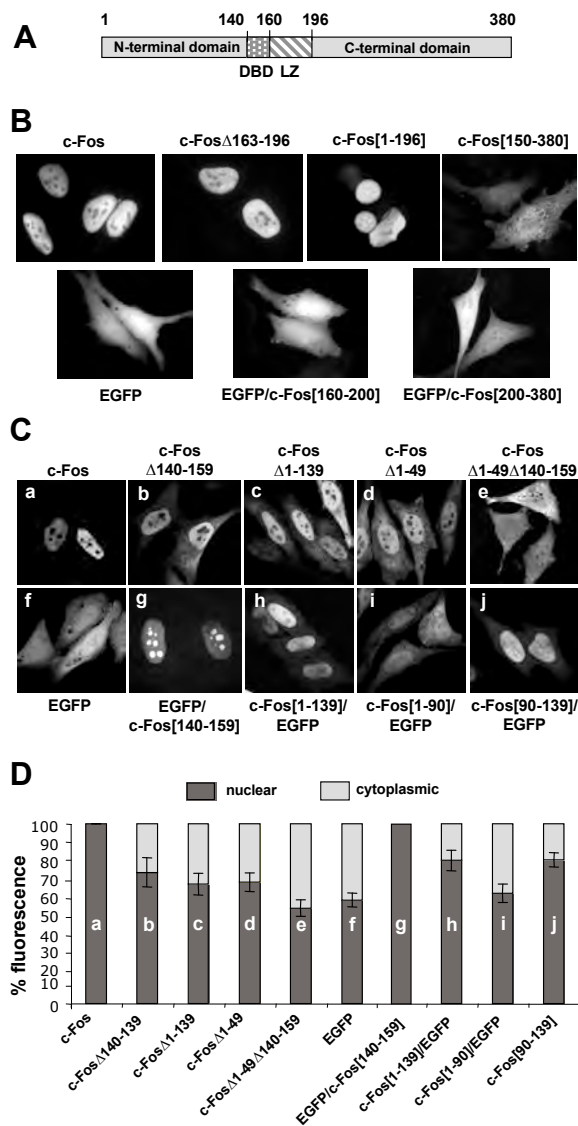 A
1 140 160 196 380
N-terminal domain C-terminal domain
DBD LZ
B
c-Fos c-FosΔ163-196 c-Fos[1-196] c-Fos[150-380]
EGFP EGFP/c-Fos[160-200] EGFP/c-Fos[200-380]
C
c-Fos c-Fos c-Fos c-Fos c-Fos
Δ140-159 Δ1-139 Δ1-49 Δ1-49Δ140-159
a b c d e
f g h i j
EGFP EGFP/ c-Fos[1-139]/ c-Fos[1-90]/ c-Fos[90-139]/
c-Fos[140-159] EGFP EGFP EGFP
D
nuclear cytoplasmic
% fluorescence
100
90
80
70
60
50
40
30
20
10
0
a b c d e f g h i j
c-Fos
c-FosΔ140-139
c-FosΔ1-139
c-FosΔ1-49
c-FosΔ1-49Δ140-159
EGFP
EGFP/c-Fos[140-159]
c-Fos[1-139]/EGFP
c-Fos[1-90]/EGFP
c-Fos[90-139]